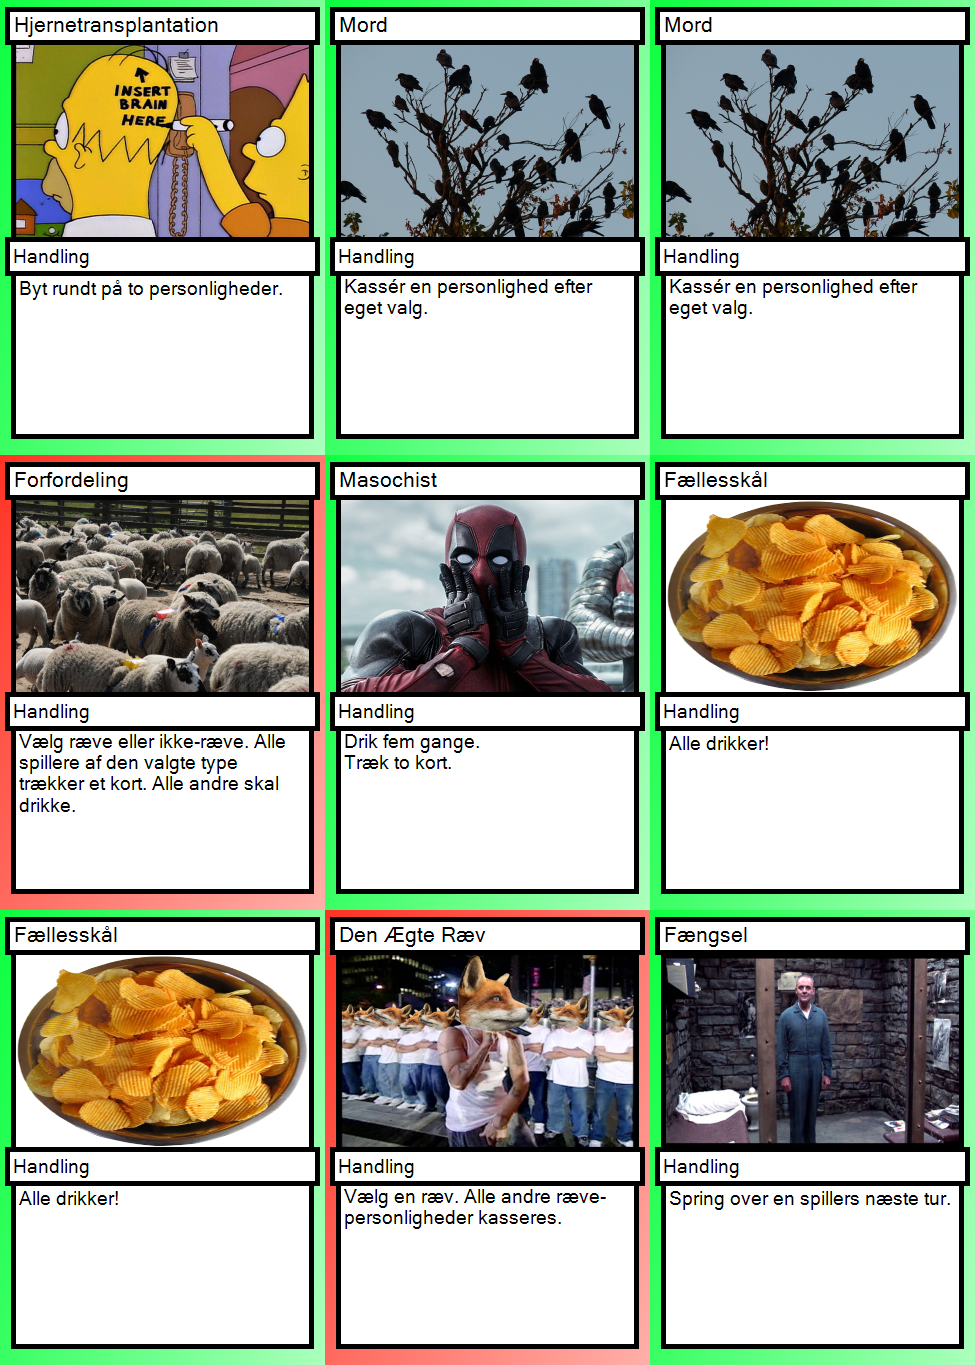 Hjernetransplantation
INSERT
BRAIN
HERE
Handling
Byt rundt på to personligheder.
Mord
Handling
Kassér en personlighed efter
eget valg.
Mord
Handling
Kassér en personlighed efter
eget valg.
Forfordeling
Handling
Vælg ræve eller ikke-ræve. Alle
spillere af den valgte type
trækker et kort. Alle andre skal
drikke.
Masochist
Handling
Drik fem gange.
Træk to kort.
Fællesskål
Handling
Alle drikker!
Fællesskål
Handling
Alle drikker!
Den Ægte Ræv
Handling
Vælg en ræv. Alle andre ræve-
personligheder kasseres.
Fængsel
Handling
Spring over en spillers næste tur.